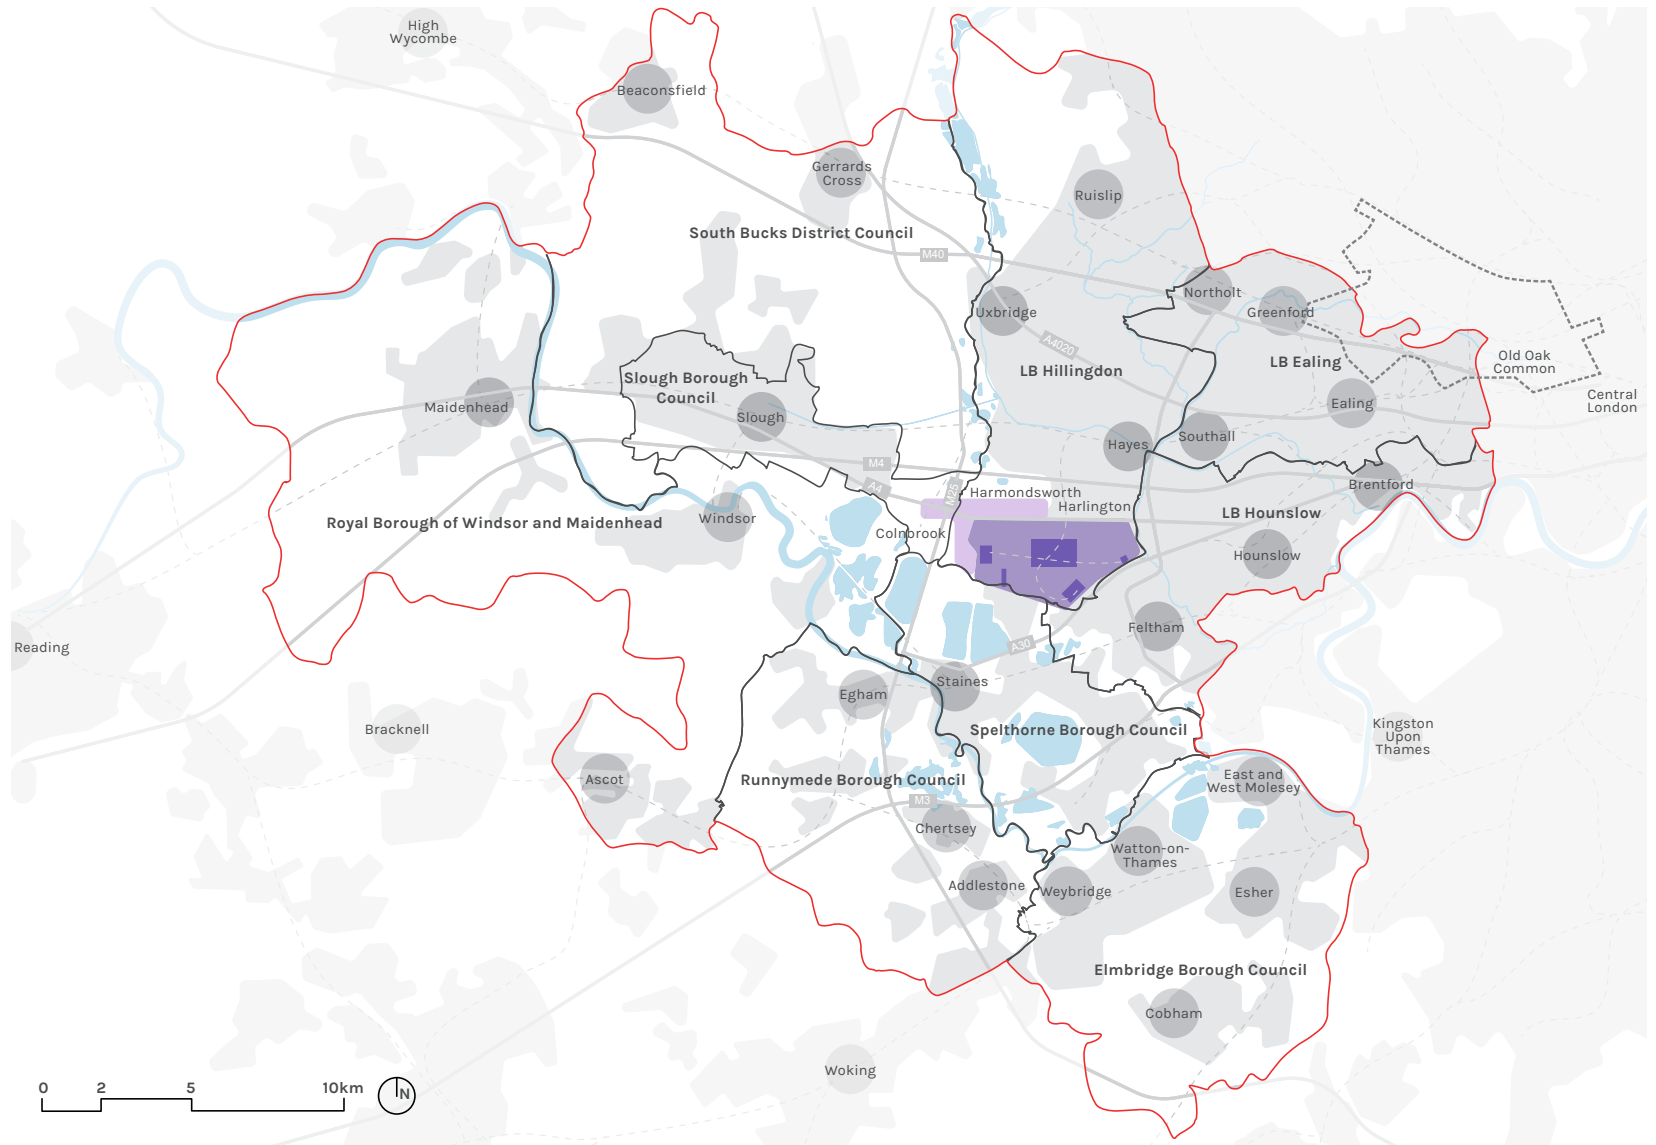 High
Wycombe
Beaconsfield
Gerrards
Cross
Ruislip
South Bucks District Council
M40
Northolt
Uxbridge
Greenford
A4020
Old Oak
Common
LB Ealing
LB Hillingdon
Slough Borough
Council
Central
London
Maidenhead
Slough
Ealing
Southall
Hayes
M4
Brentford
A4
M25
Harmondsworth
Harlington
LB Hounslow
Royal Borough of Windsor and Maidenhead
Windsor
Colnbrook
Hounslow
Feltham
A30
Reading
Staines
Egham
Bracknell
Spelthorne Borough Council
Kingston
Upon
Thames
Ascot
Runnymede Borough Council
East and
West Molesey
M3
Chertsey
Watton-on-
Thames
Addlestone
Weybridge
Esher
Elmbridge Borough Council
Cobham
Woking
0 2 5 10km
N